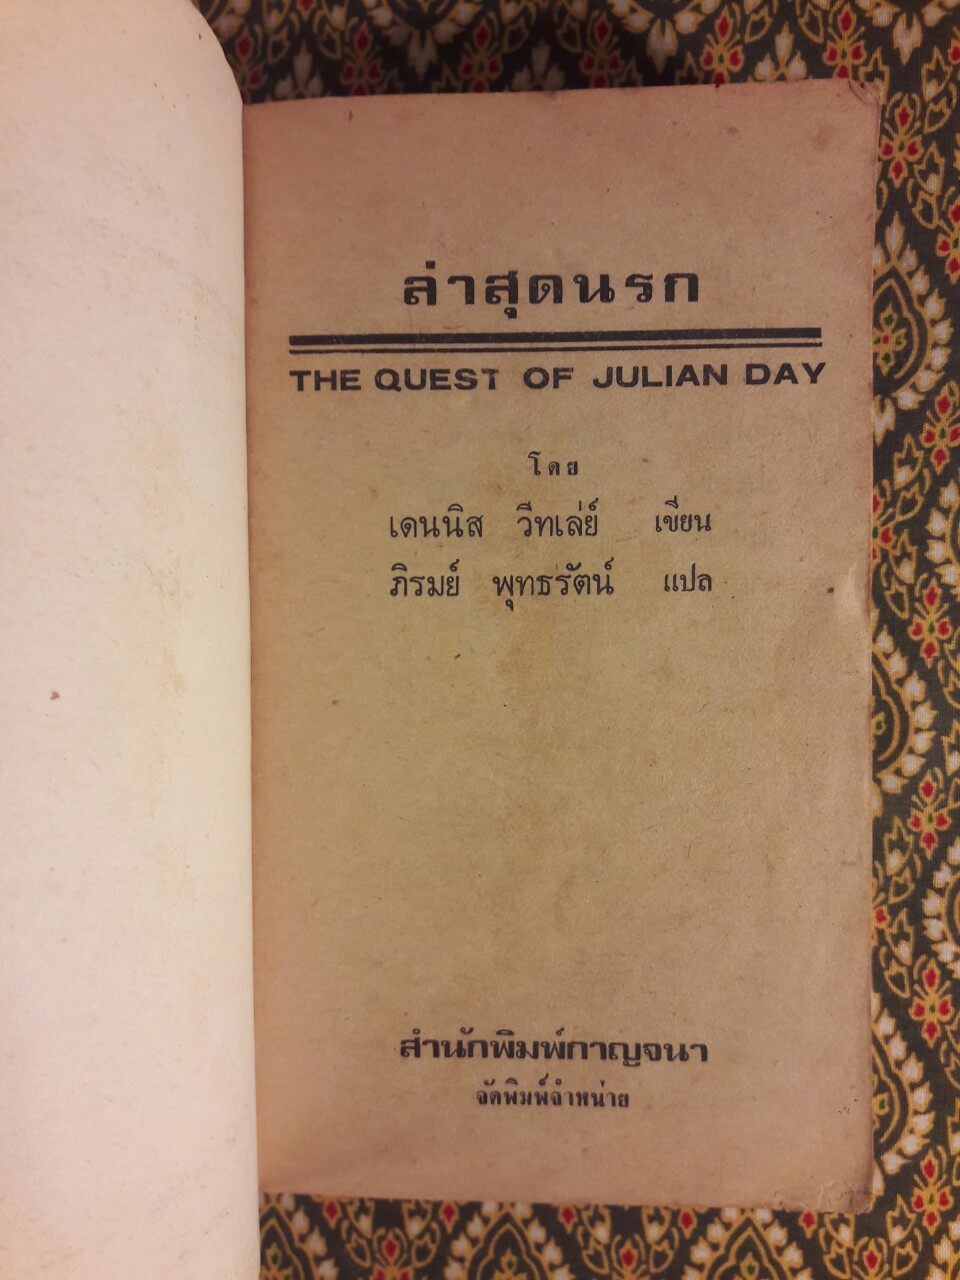 ล่าสุดนรก
THE QUEST OF JULIAN DAY
โดย
เดนนิส วีทเล่ย์ เขียน
ภิรมย์ พุทธรัตน์ แปล
สำนักพิมพ์กาญจนา
จัดพิมพ์จำหน่าย